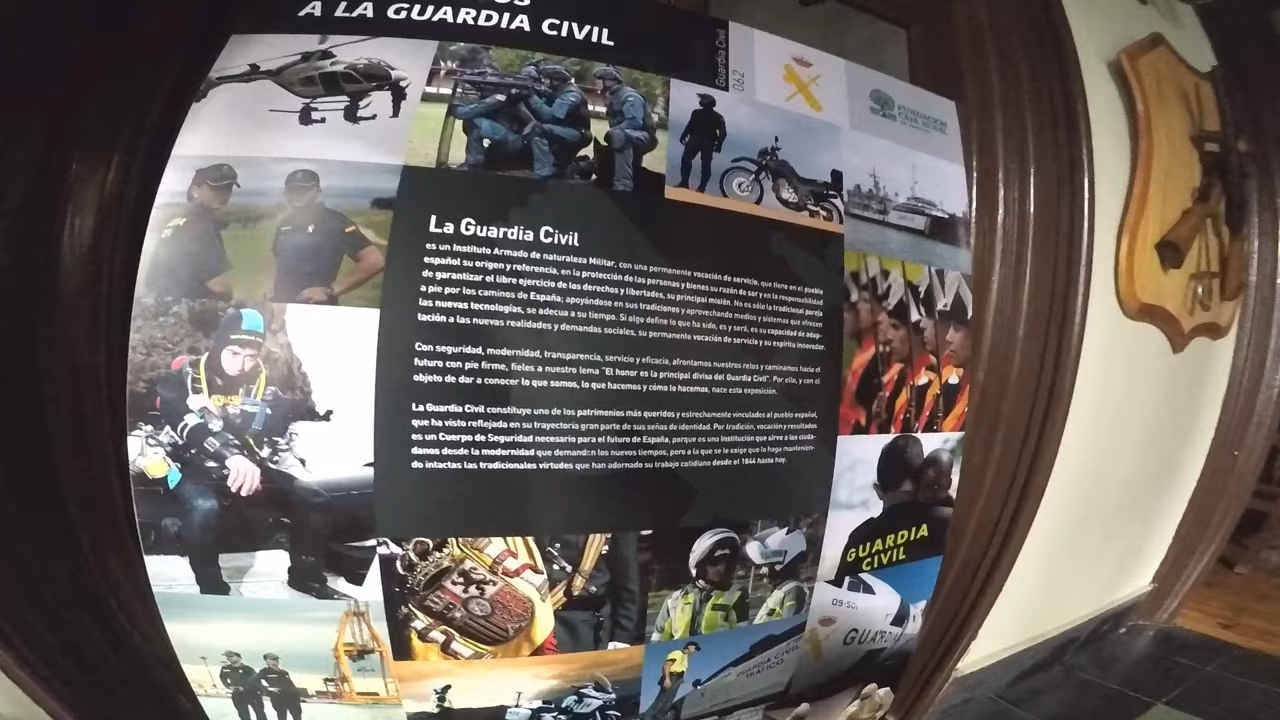 A LA GUARDIA CIVIL
Guardia Civil
062
FUNDACIÓN
CAJA RURAL
La Guardia Civil
es un Instituto Armado de naturaleza Militar, con una permanente vocación de servicio, que tiene en el pueblo
español su origen y referencia, en la protección de las personas y bienes su razón de ser y en la responsabilidad
de garantizar el libre ejercicio de los derechos y libertades, su principal misión. No es sólo la tradicional pareja
a pie por los caminos de España; apoyándose en sus tradiciones y aprovechando medios y sistemas que ofrecen
las nuevas tecnologías, se adecua a su tiempo. Si algo define lo que ha sido, es y será, es su capacidad de adap-
tación a las nuevas realidades y demandas sociales, su permanente vocación de servicio y su espíritu innovador.
Con seguridad, modernidad, transparencia, servicio y eficacia, afrontamos nuestros retos y caminamos hacia el
futuro con pie firme, fieles a nuestro lema "El honor es la principal divisa del Guardia Civil". Por ello, y con el
objeto de dar a conocer lo que somos, lo que hacemos y cómo lo hacemos, nace esta exposición.
La Guardia Civil constituye uno de los patrimonios más queridos y estrechamente vinculados al pueblo español,
que ha visto reflejada en su trayectoria gran parte de sus señas de identidad. Por tradición, vocación y resultados
es un Cuerpo de Seguridad necesario para el futuro de España, porque es una Institución que sirve a los ciuda-
danos desde la modernidad que demandan los nuevos tiempos, pero a la que se le exige que lo haga mantenien-
do intactas las tradicionales virtudes que han adornado su trabajo cotidiano desde el 1844 hasta hoy.
GUARDIA
CIVIL
09-501
GUARDIA
GUARDIA CIVIL
TRAFICO